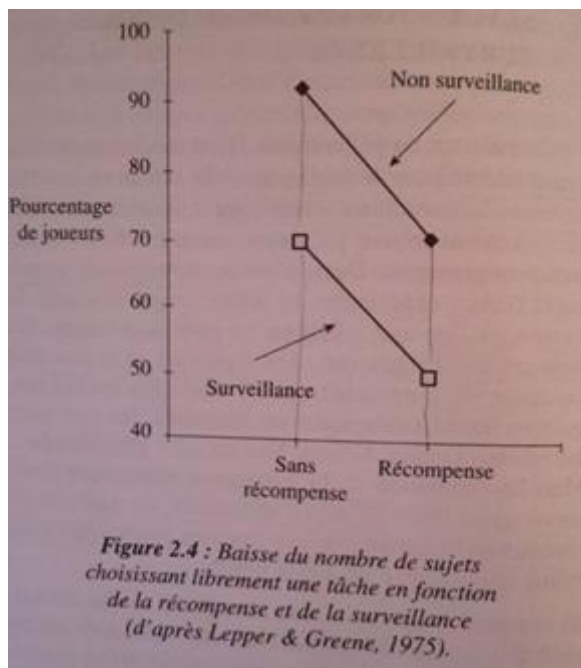 100
90
80
70
60
50
40
Pourcentage
de joueurs
Non surveillance
Surveillance
Sans
récompense
Récompense
Figure 2.4 : Baisse du nombre de sujets
choisissant librement une tâche en fonction
de la récompense et de la surveillance
(d'après Lepper & Greene, 1975).